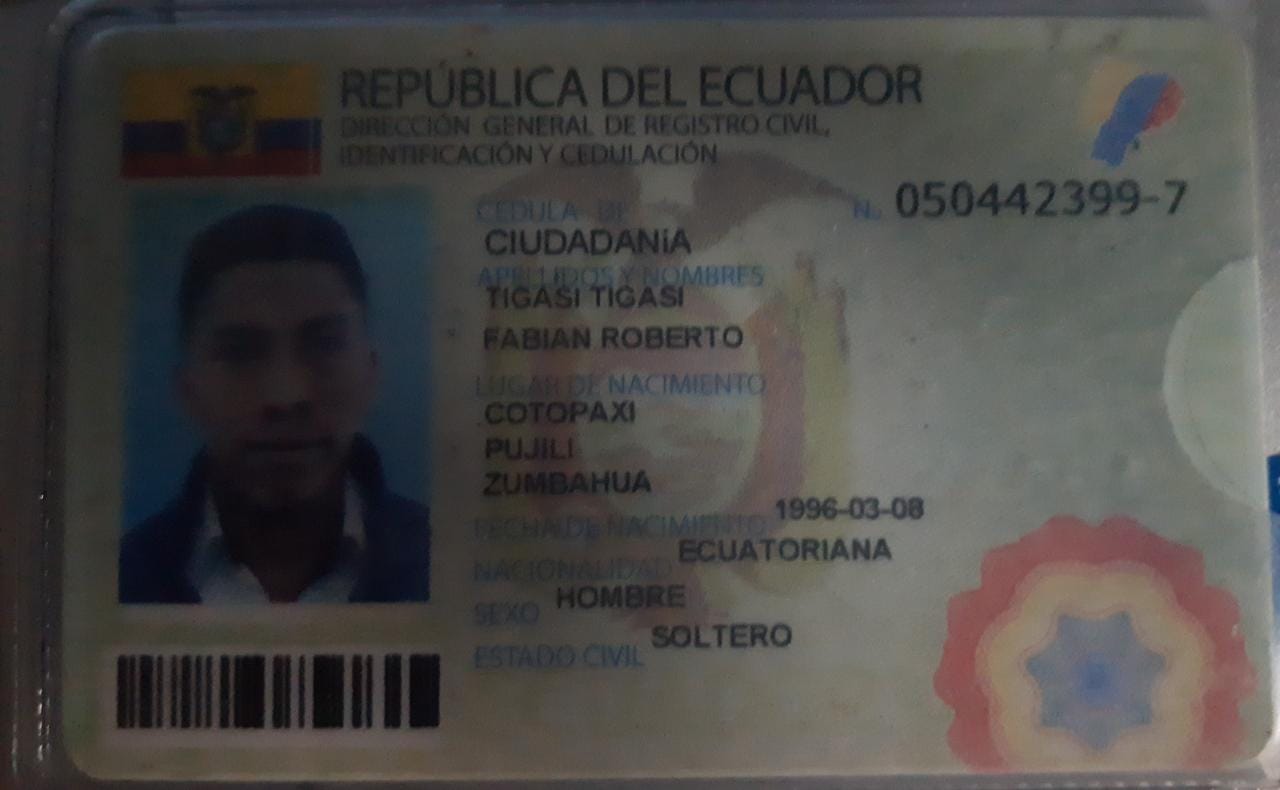 REPÚBLICA DEL ECUADOR
DIRECCIÓN GENERAL DE REGISTRO CIVIL,
IDENTIFICACIÓN Y CEDULACIÓN
CEDULA DE
N. 050442399-7
CIUDADANÍA
APELLIDOS Y NOMBRES
TIGASI TIGASI
FABIAN ROBERTO
LUGAR DE NACIMIENTO
COTOPAXI
PUJILI
ZUMBAHUA
FECHA DE NACIMIENTO 1996-03-08
NACIONALIDAD ECUATORIANA
SEXO HOMBRE
ESTADO CIVIL SOLTERO